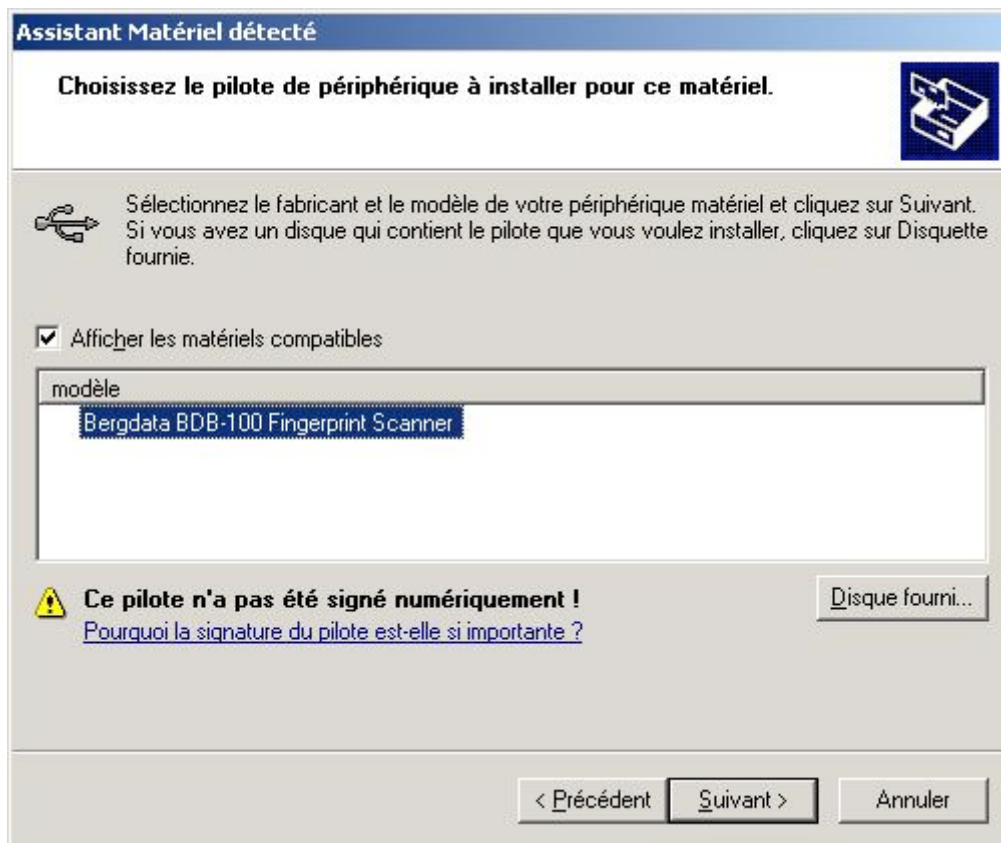 Assistant Matériel détecté
Choisissez le pilote de périphérique à installer pour ce matériel.
Sélectionnez le fabricant et le modèle de votre périphérique matériel et cliquez sur Suivant.
Si vous avez un disque qui contient le pilote que vous voulez installer, cliquez sur Disquette
fournie.
Afficher les matériels compatibles
modèle
Bergdata BDB-100 Fingerprint Scanner
Ce pilote n'a pas été signé numériquement !
Disque fourni...
Pourquoi la signature du pilote est-elle si importante ?
< Précédent
Suivant >
Annuler